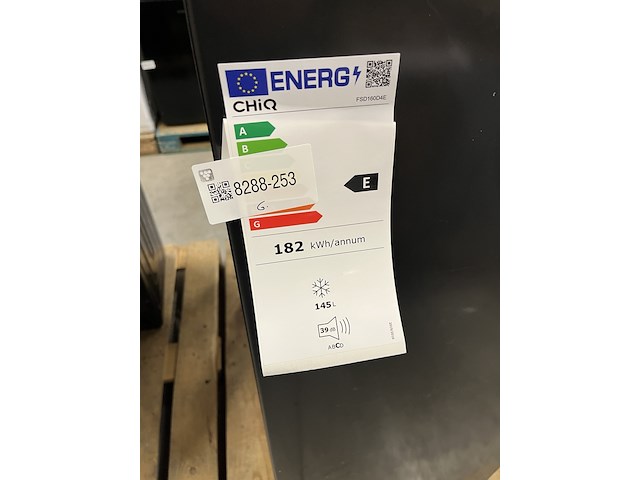 ENERG
CHiQ
FSD160D4E
A
B
8288-253
E
G.
G
182 kWh/annum
145 L
39 dB
ABCD